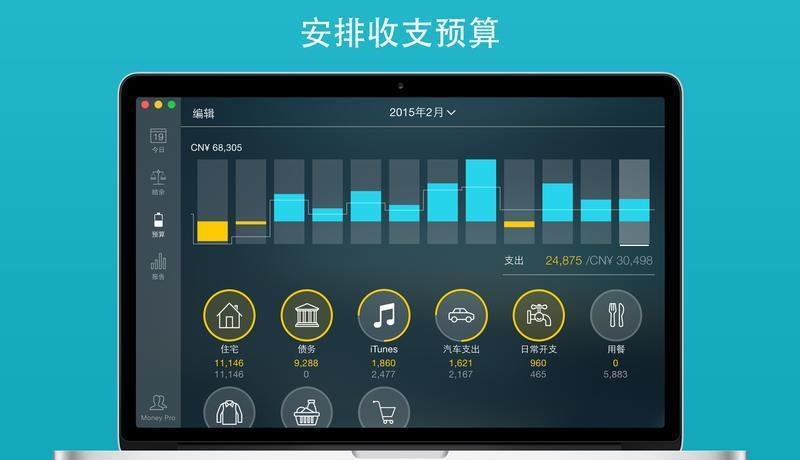 安排收支预算
编辑
2015年2月
19
今日
CN¥ 68,305
结余
预算
报告
支出 24,875 /CN¥ 30,498
住宅 债务 iTunes 汽车支出 日常开支 用餐
11,146 9,288 1,860 1,621 960 0
11,146 0 2,477 2,167 465 5,883
Money Pro